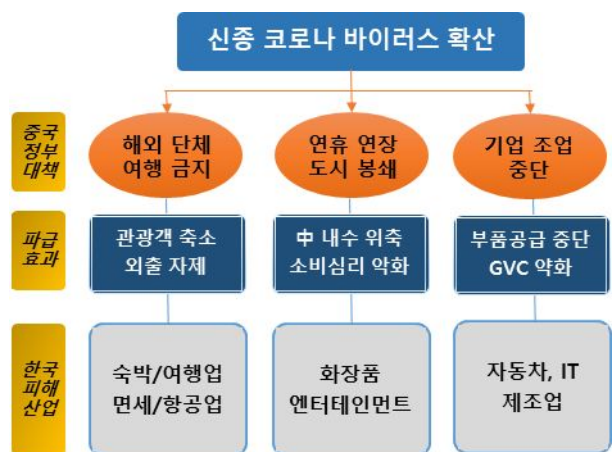 신종 코로나 바이러스 확산
중국
정부
대책
해외 단체
여행 금지
연휴 연장
도시 봉쇄
기업 조업
중단
파급
효과
관광객 축소
외출 자제
中 내수 위축
소비심리 악화
부품공급 중단
GVC 약화
한국
피해
산업
숙박/여행업
면세/항공업
화장품
엔터테인먼트
자동차, IT
제조업